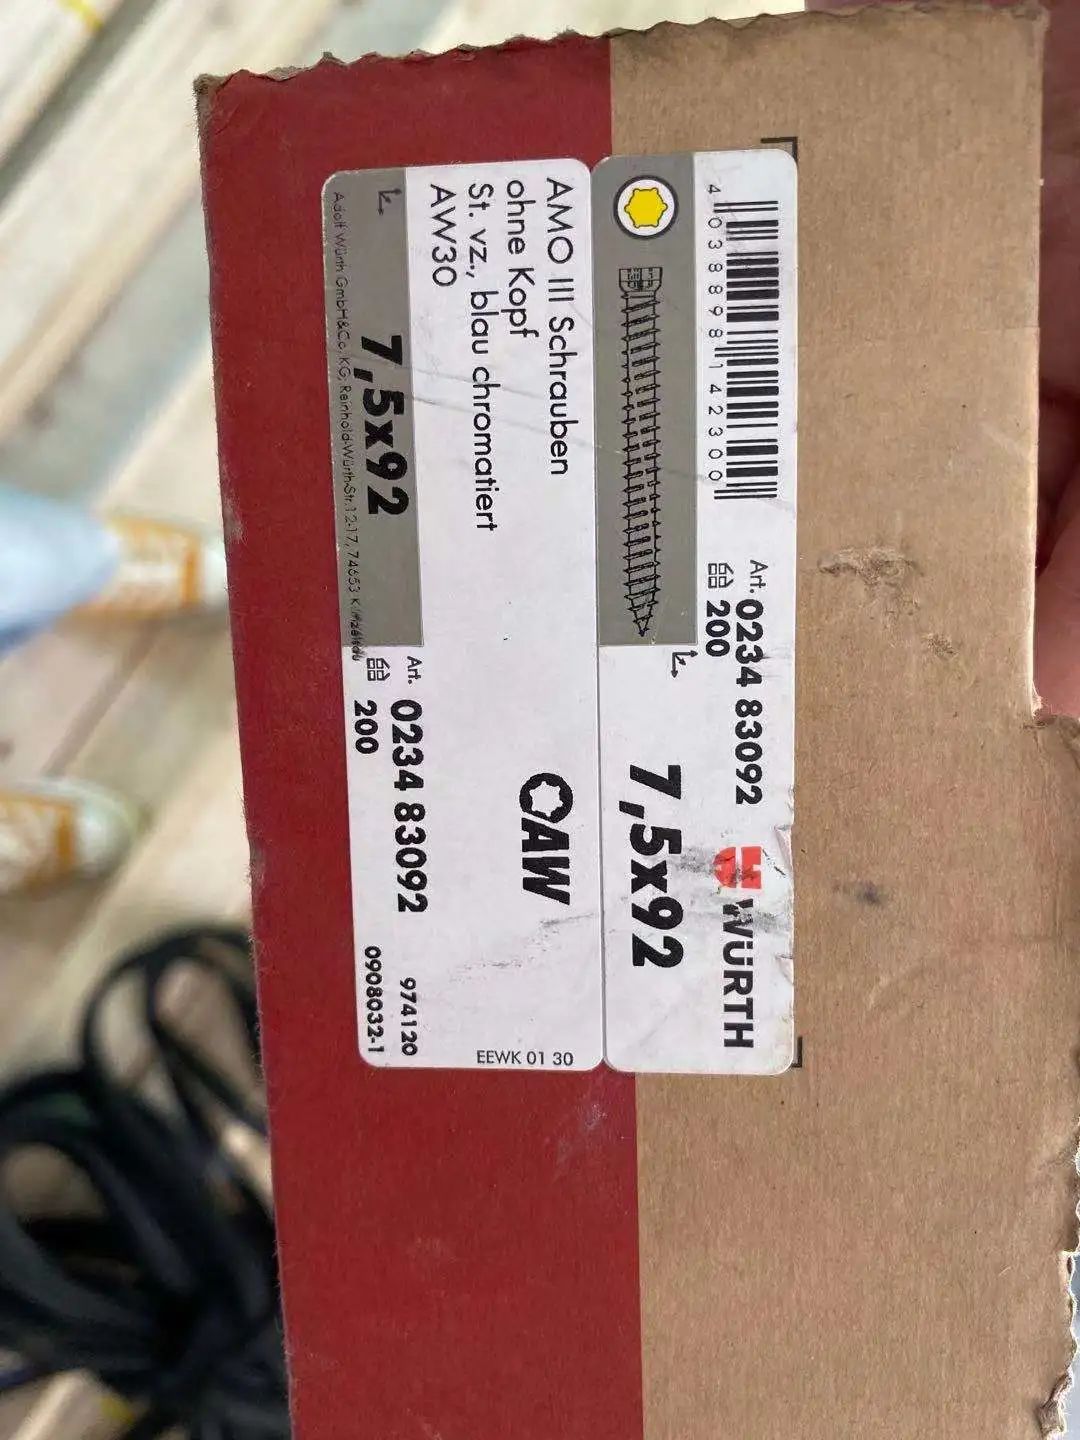 4 038898 142300
Art. 0234 83092
200
WÜRTH
7,5x92
AMO III Schrauben
ohne Kopf
St. vz., blau chromatiert
AW30
AW
EEWK 01 30
7,5x92
Art. 0234 83092
200
974120
0908032-1
Adolf Würth GmbH&Co. KG, Reinhold-Würth-Str.12-17, 74653